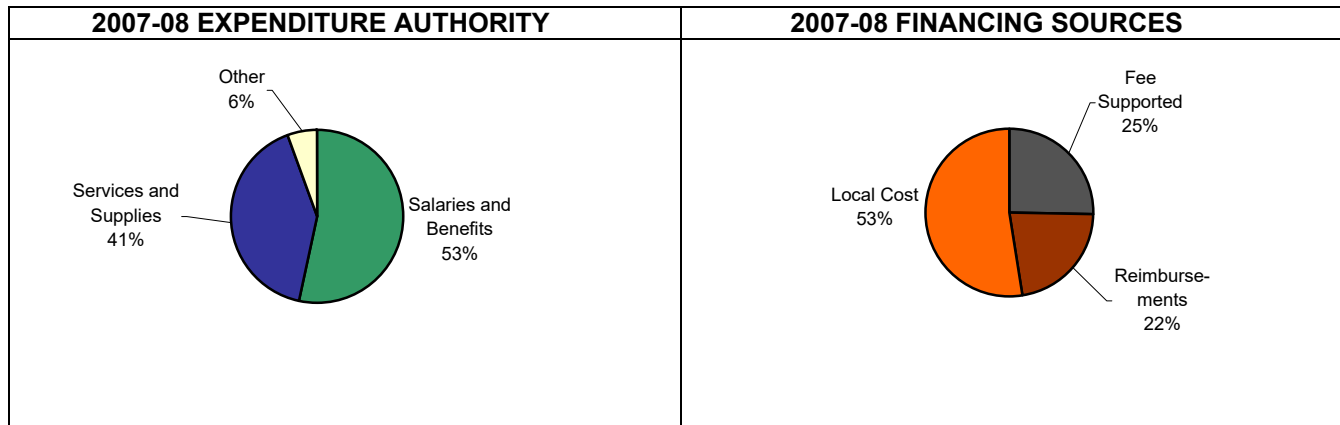 2007-08 EXPENDITURE AUTHORITY
Other
6%
Services and
Supplies
41%
Salaries and
Benefits
53%
2007-08 FINANCING SOURCES
Fee
Supported
25%
Local Cost
53%
Reimburse-
ments
22%